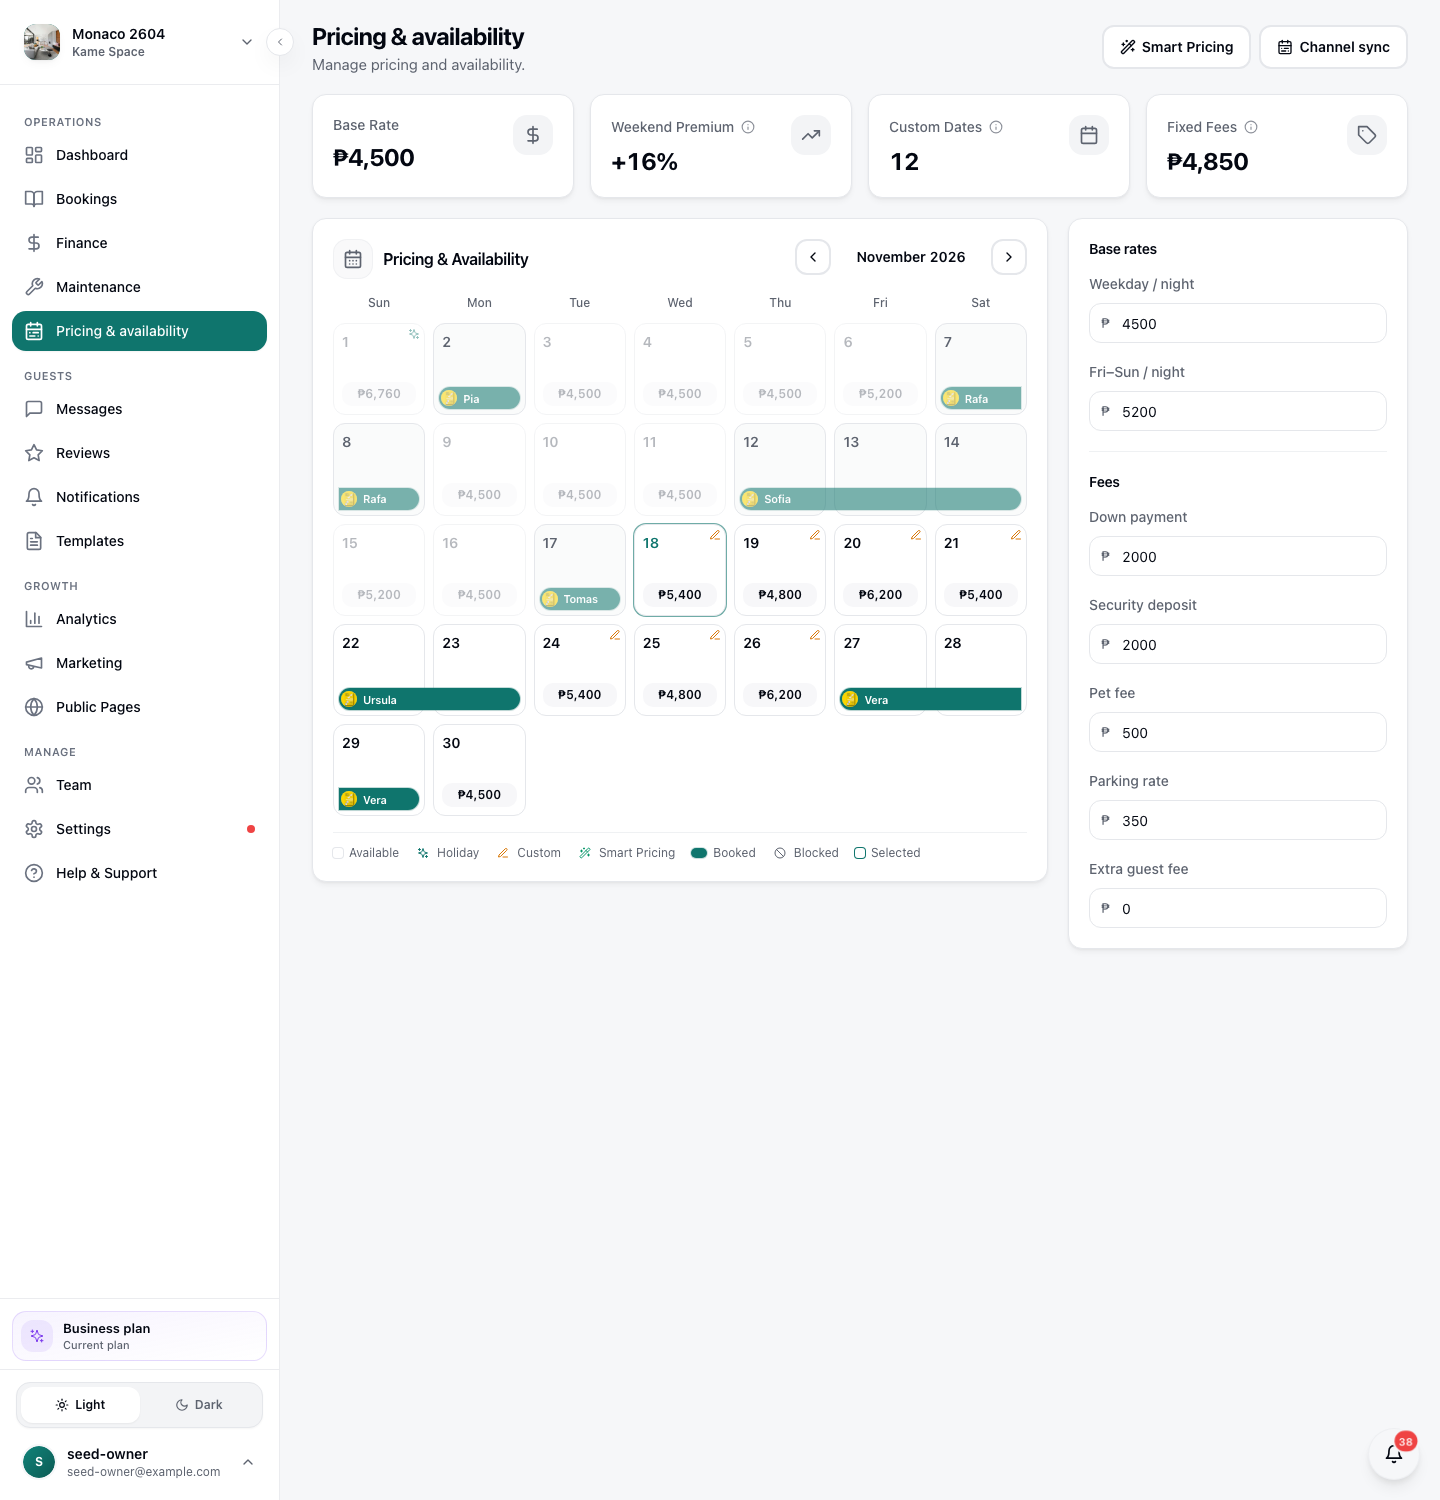 Monaco 2604
Kame Space
OPERATIONS
Dashboard
Bookings
Finance
Maintenance
Pricing & availability
GUESTS
Messages
Reviews
Notifications
Templates
GROWTH
Analytics
Marketing
Public Pages
MANAGE
Team
Settings
Help & Support
Business plan
Current plan
Light
Dark
S
seed-owner
seed-owner@example.com
Pricing & availability
Manage pricing and availability.
Smart Pricing
Channel sync
Base Rate
₱4,500
Weekend Premium
+16%
Custom Dates
12
Fixed Fees
₱4,850
Pricing & Availability
November 2026
Sun Mon Tue Wed Thu Fri Sat
1 2 3 4 5 6 7
₱6,760 Pia ₱4,500 ₱4,500 ₱4,500 ₱5,200 Rafa
8 9 10 11 12 13 14
Rafa ₱4,500 ₱4,500 ₱4,500 Sofia
15 16 17 18 19 20 21
₱5,200 ₱4,500 Tomas ₱5,400 ₱4,800 ₱6,200 ₱5,400
22 23 24 25 26 27 28
Ursula ₱5,400 ₱4,800 ₱6,200 Vera
29 30
Vera ₱4,500
Available Holiday Custom Smart Pricing Booked Blocked Selected
Base rates
Weekday / night
₱ 4500
Fri–Sun / night
₱ 5200
Fees
Down payment
₱ 2000
Security deposit
₱ 2000
Pet fee
₱ 500
Parking rate
₱ 350
Extra guest fee
₱ 0
38